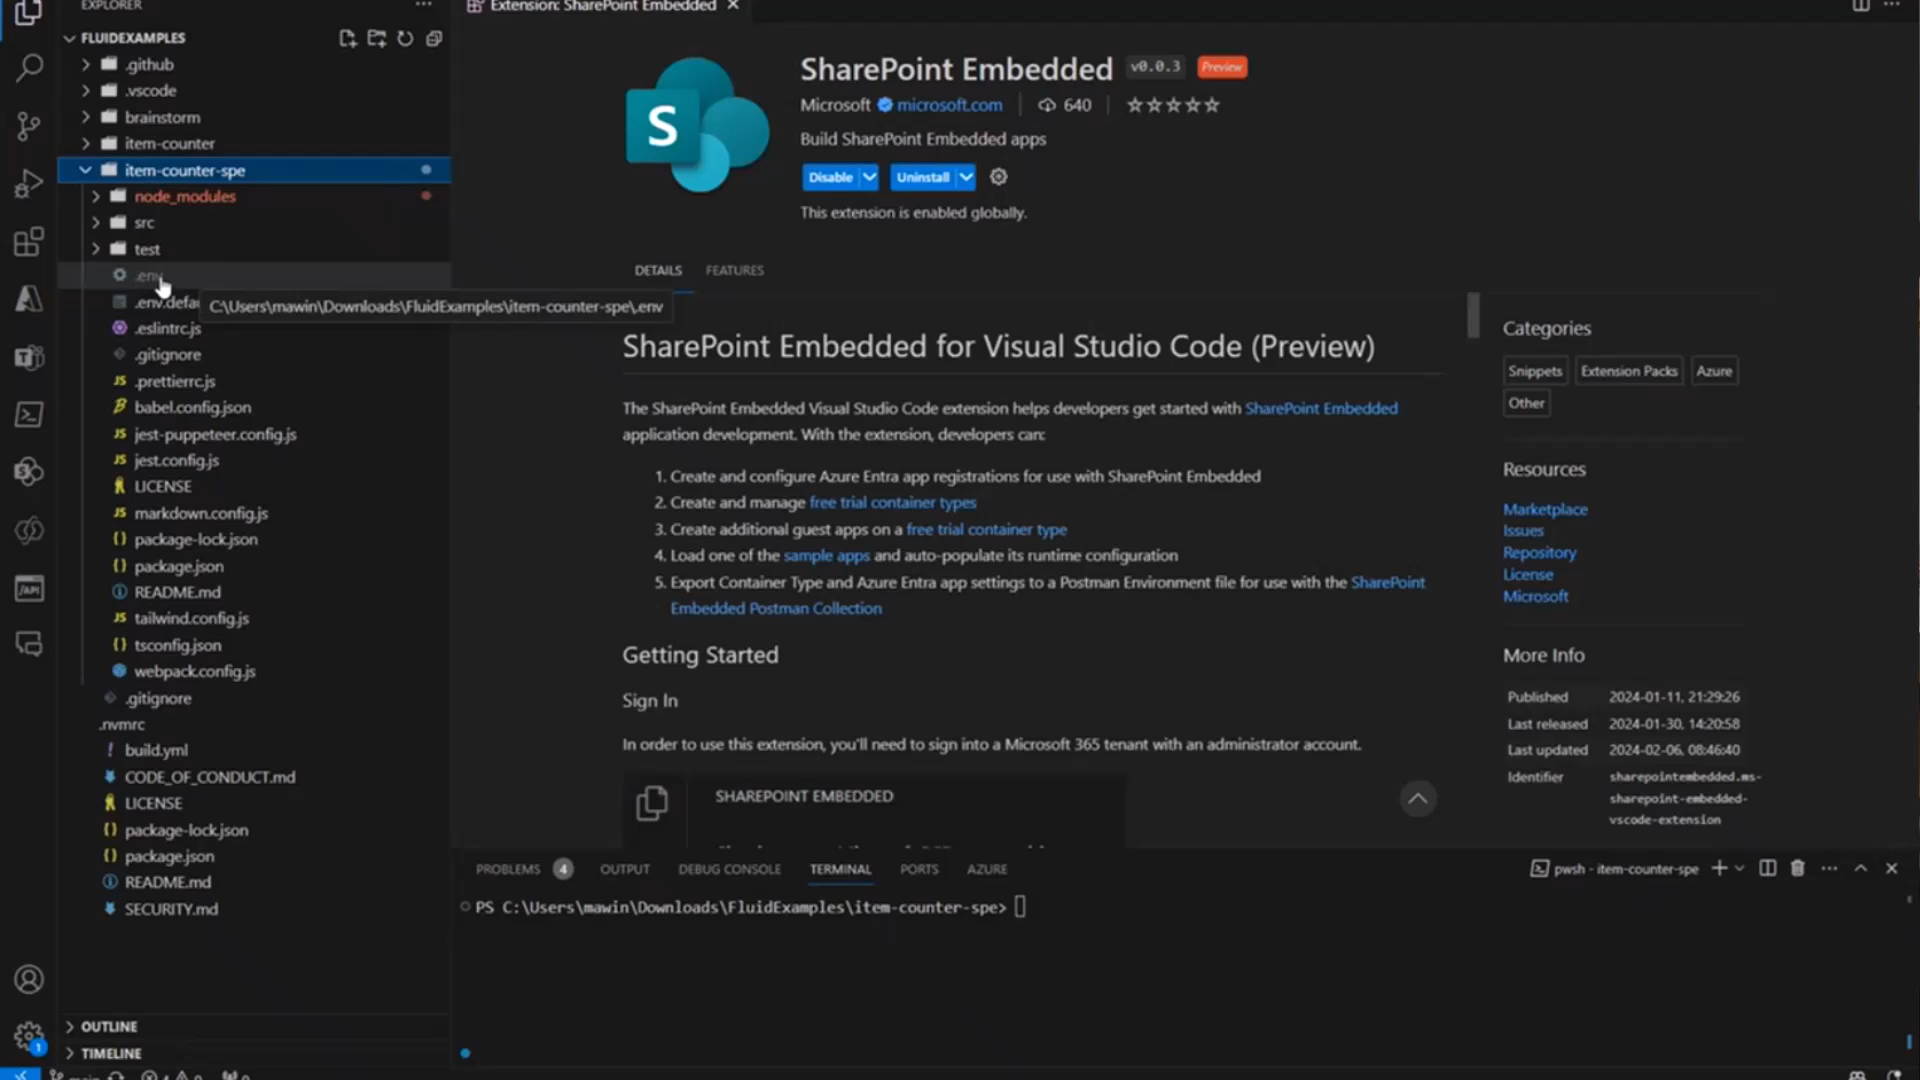 EXPLORER
FLUIDEXAMPLES
.github
.vscode
brainstorm
item-counter
item-counter-spe
node_modules
src
test
.env
.env.defau
C:\Users\mawin\Downloads\FluidExamples\item-counter-spe\.env
.eslintrc.js
.gitignore
JS .prettierrc.js
babel.config.json
JS jest-puppeteer.config.js
JS jest.config.js
LICENSE
JS markdown.config.js
{} package-lock.json
{} package.json
README.md
JS tailwind.config.js
{} tsconfig.json
webpack.config.js
.gitignore
.nvmrc
! build.yml
CODE_OF_CONDUCT.md
LICENSE
{} package-lock.json
{} package.json
README.md
SECURITY.md
OUTLINE
TIMELINE
1
Extension: SharePoint Embedded
S
SharePoint Embedded v0.0.3 Preview
Microsoft microsoft.com 640
Build SharePoint Embedded apps
Disable Uninstall
This extension is enabled globally.
DETAILS FEATURES
SharePoint Embedded for Visual Studio Code (Preview)
The SharePoint Embedded Visual Studio Code extension helps developers get started with SharePoint Embedded
application development. With the extension, developers can:
1. Create and configure Azure Entra app registrations for use with SharePoint Embedded
2. Create and manage free trial container types
3. Create additional guest apps on a free trial container type
4. Load one of the sample apps and auto-populate its runtime configuration
5. Export Container Type and Azure Entra app settings to a Postman Environment file for use with the SharePoint
Embedded Postman Collection
Getting Started
Sign In
In order to use this extension, you'll need to sign into a Microsoft 365 tenant with an administrator account.
SHAREPOINT EMBEDDED
Categories
Snippets Extension Packs Azure
Other
Resources
Marketplace
Issues
Repository
License
Microsoft
More Info
Published 2024-01-11, 21:29:26
Last released 2024-01-30, 14:20:58
Last updated 2024-02-06, 08:46:40
Identifier sharepointembedded.ms-
sharepoint-embedded-
vscode-extension
PROBLEMS 4 OUTPUT DEBUG CONSOLE TERMINAL PORTS AZURE
pwsh - item-counter-spe
PS C:\Users\mawin\Downloads\FluidExamples\item-counter-spe>